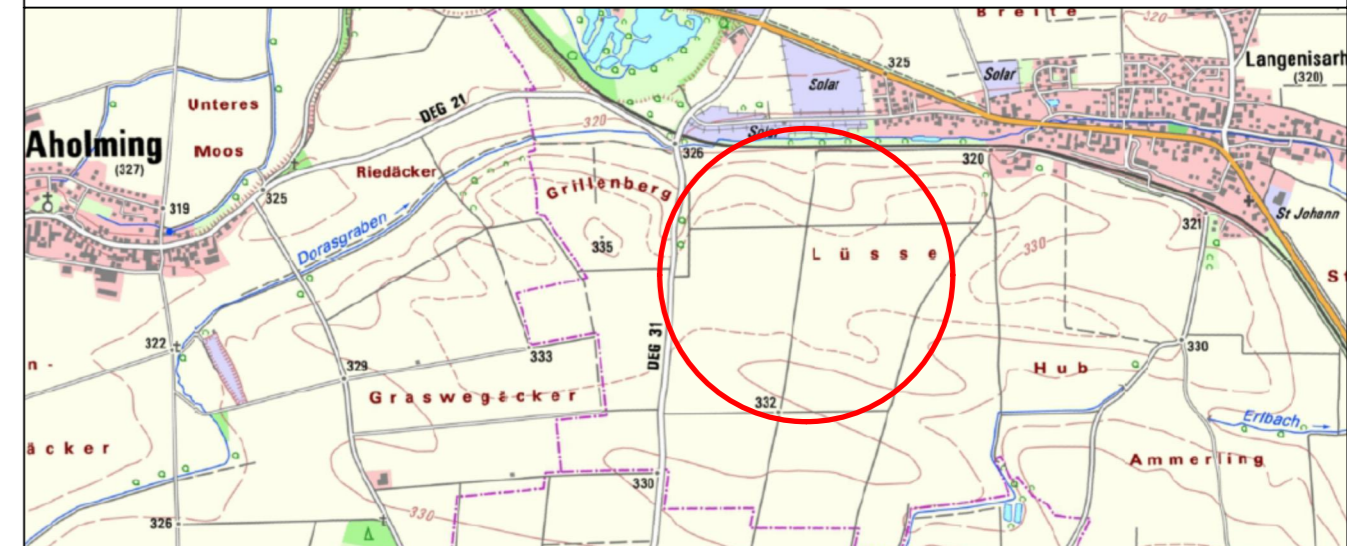 Breite
320
Langenisarh
(320)
325
Solar
Solar
Solar
DEG 21
Unteres
Moos
320
Aholming
(327)
326
320
Riedäcker
Grillenberg
325
319
St Johann
321
Dorasgraben
335
Lüsse
330
St
322
333
DEG 31
329
330
n-
Hub
Graswegäcker
332
Erlbach
äcker
Ammerling
330
330
326